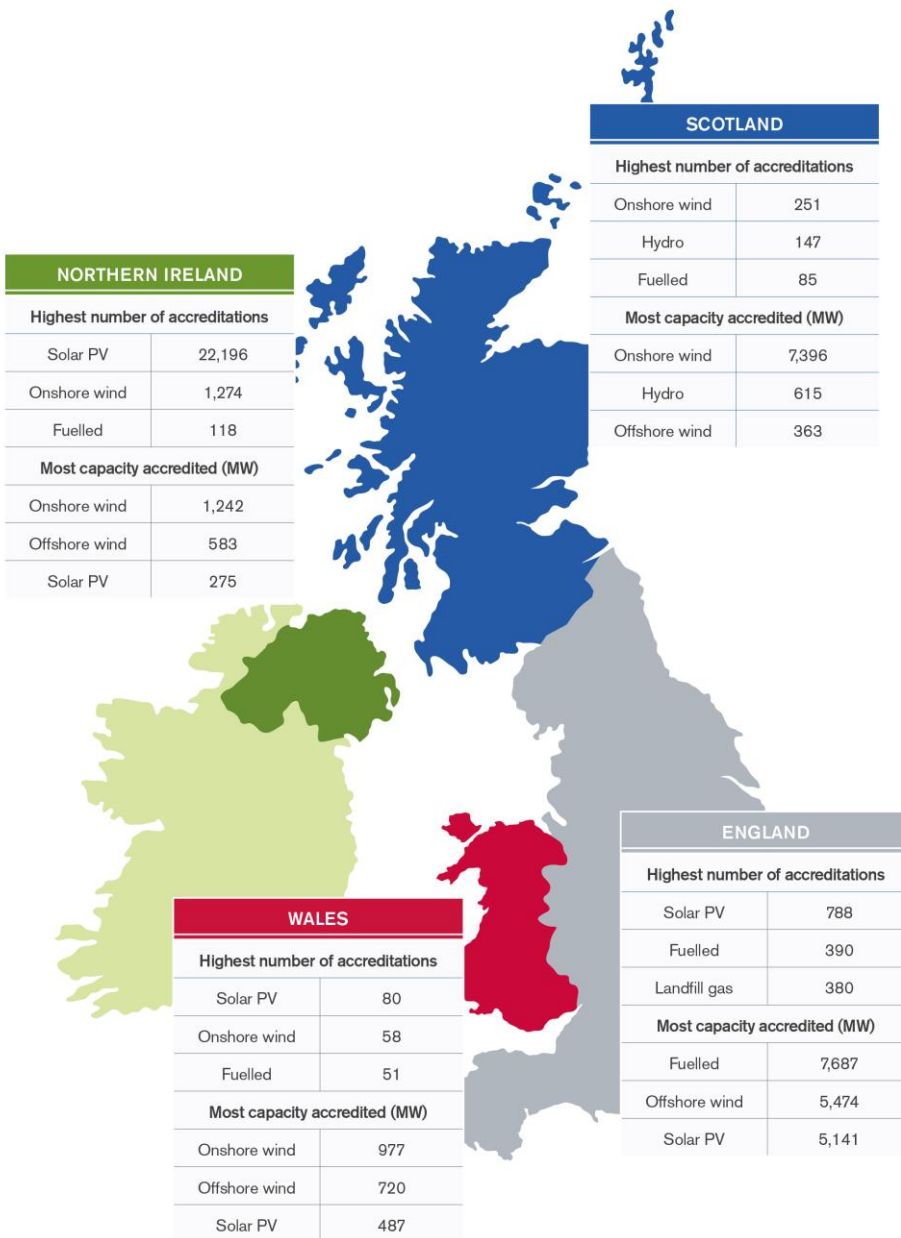 SCOTLAND
Highest number of accreditations
Onshore wind 251
Hydro 147
Fuelled 85
Most capacity accredited (MW)
Onshore wind 7,396
Hydro 615
Offshore wind 363
NORTHERN IRELAND
Highest number of accreditations
Solar PV 22,196
Onshore wind 1,274
Fuelled 118
Most capacity accredited (MW)
Onshore wind 1,242
Offshore wind 583
Solar PV 275
ENGLAND
Highest number of accreditations
Solar PV 788
Fuelled 390
Landfill gas 380
Most capacity accredited (MW)
Fuelled 7,687
Offshore wind 5,474
Solar PV 5,141
WALES
Highest number of accreditations
Solar PV 80
Onshore wind 58
Fuelled 51
Most capacity accredited (MW)
Onshore wind 977
Offshore wind 720
Solar PV 487